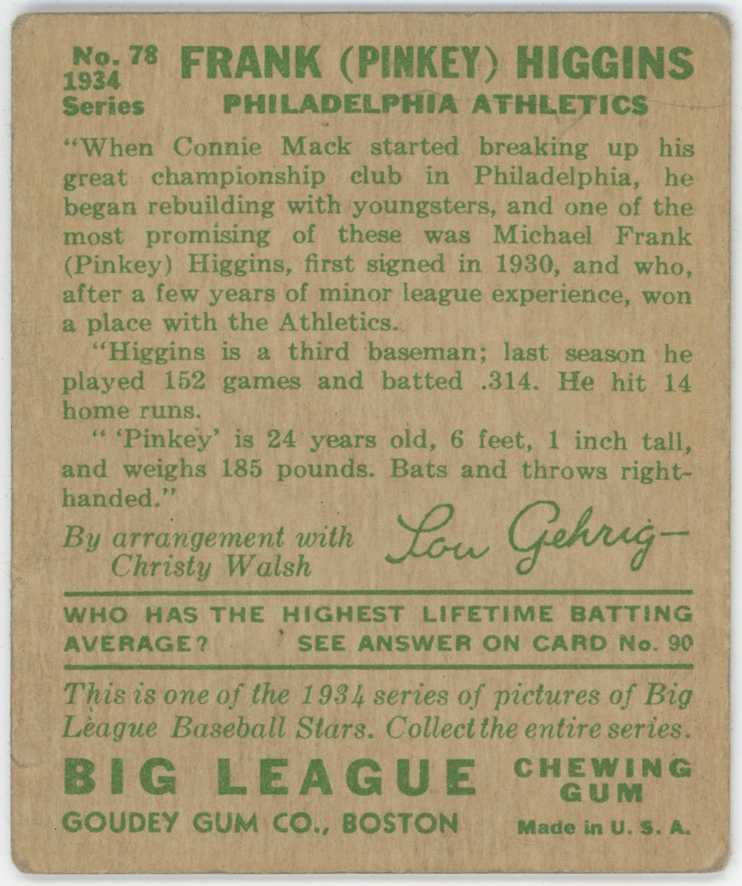 No. 78 FRANK (PINKEY) HIGGINS
1934
Series PHILADELPHIA ATHLETICS
"When Connie Mack started breaking up his
great championship club in Philadelphia, he
began rebuilding with youngsters, and one of the
most promising of these was Michael Frank
(Pinkey) Higgins, first signed in 1930, and who,
after a few years of minor league experience, won
a place with the Athletics.
"Higgins is a third baseman; last season he
played 152 games and batted .314. He hit 14
home runs.
" 'Pinkey' is 24 years old, 6 feet, 1 inch tall,
and weighs 185 pounds. Bats and throws right-
handed."
By arrangement with
Christy Walsh
Lou Gehrig
WHO HAS THE HIGHEST LIFETIME BATTING
AVERAGE? SEE ANSWER ON CARD No. 90
This is one of the 1934 series of pictures of Big
League Baseball Stars. Collect the entire series.
BIG LEAGUE CHEWING
GUM
GOUDEY GUM CO., BOSTON Made in U. S. A.